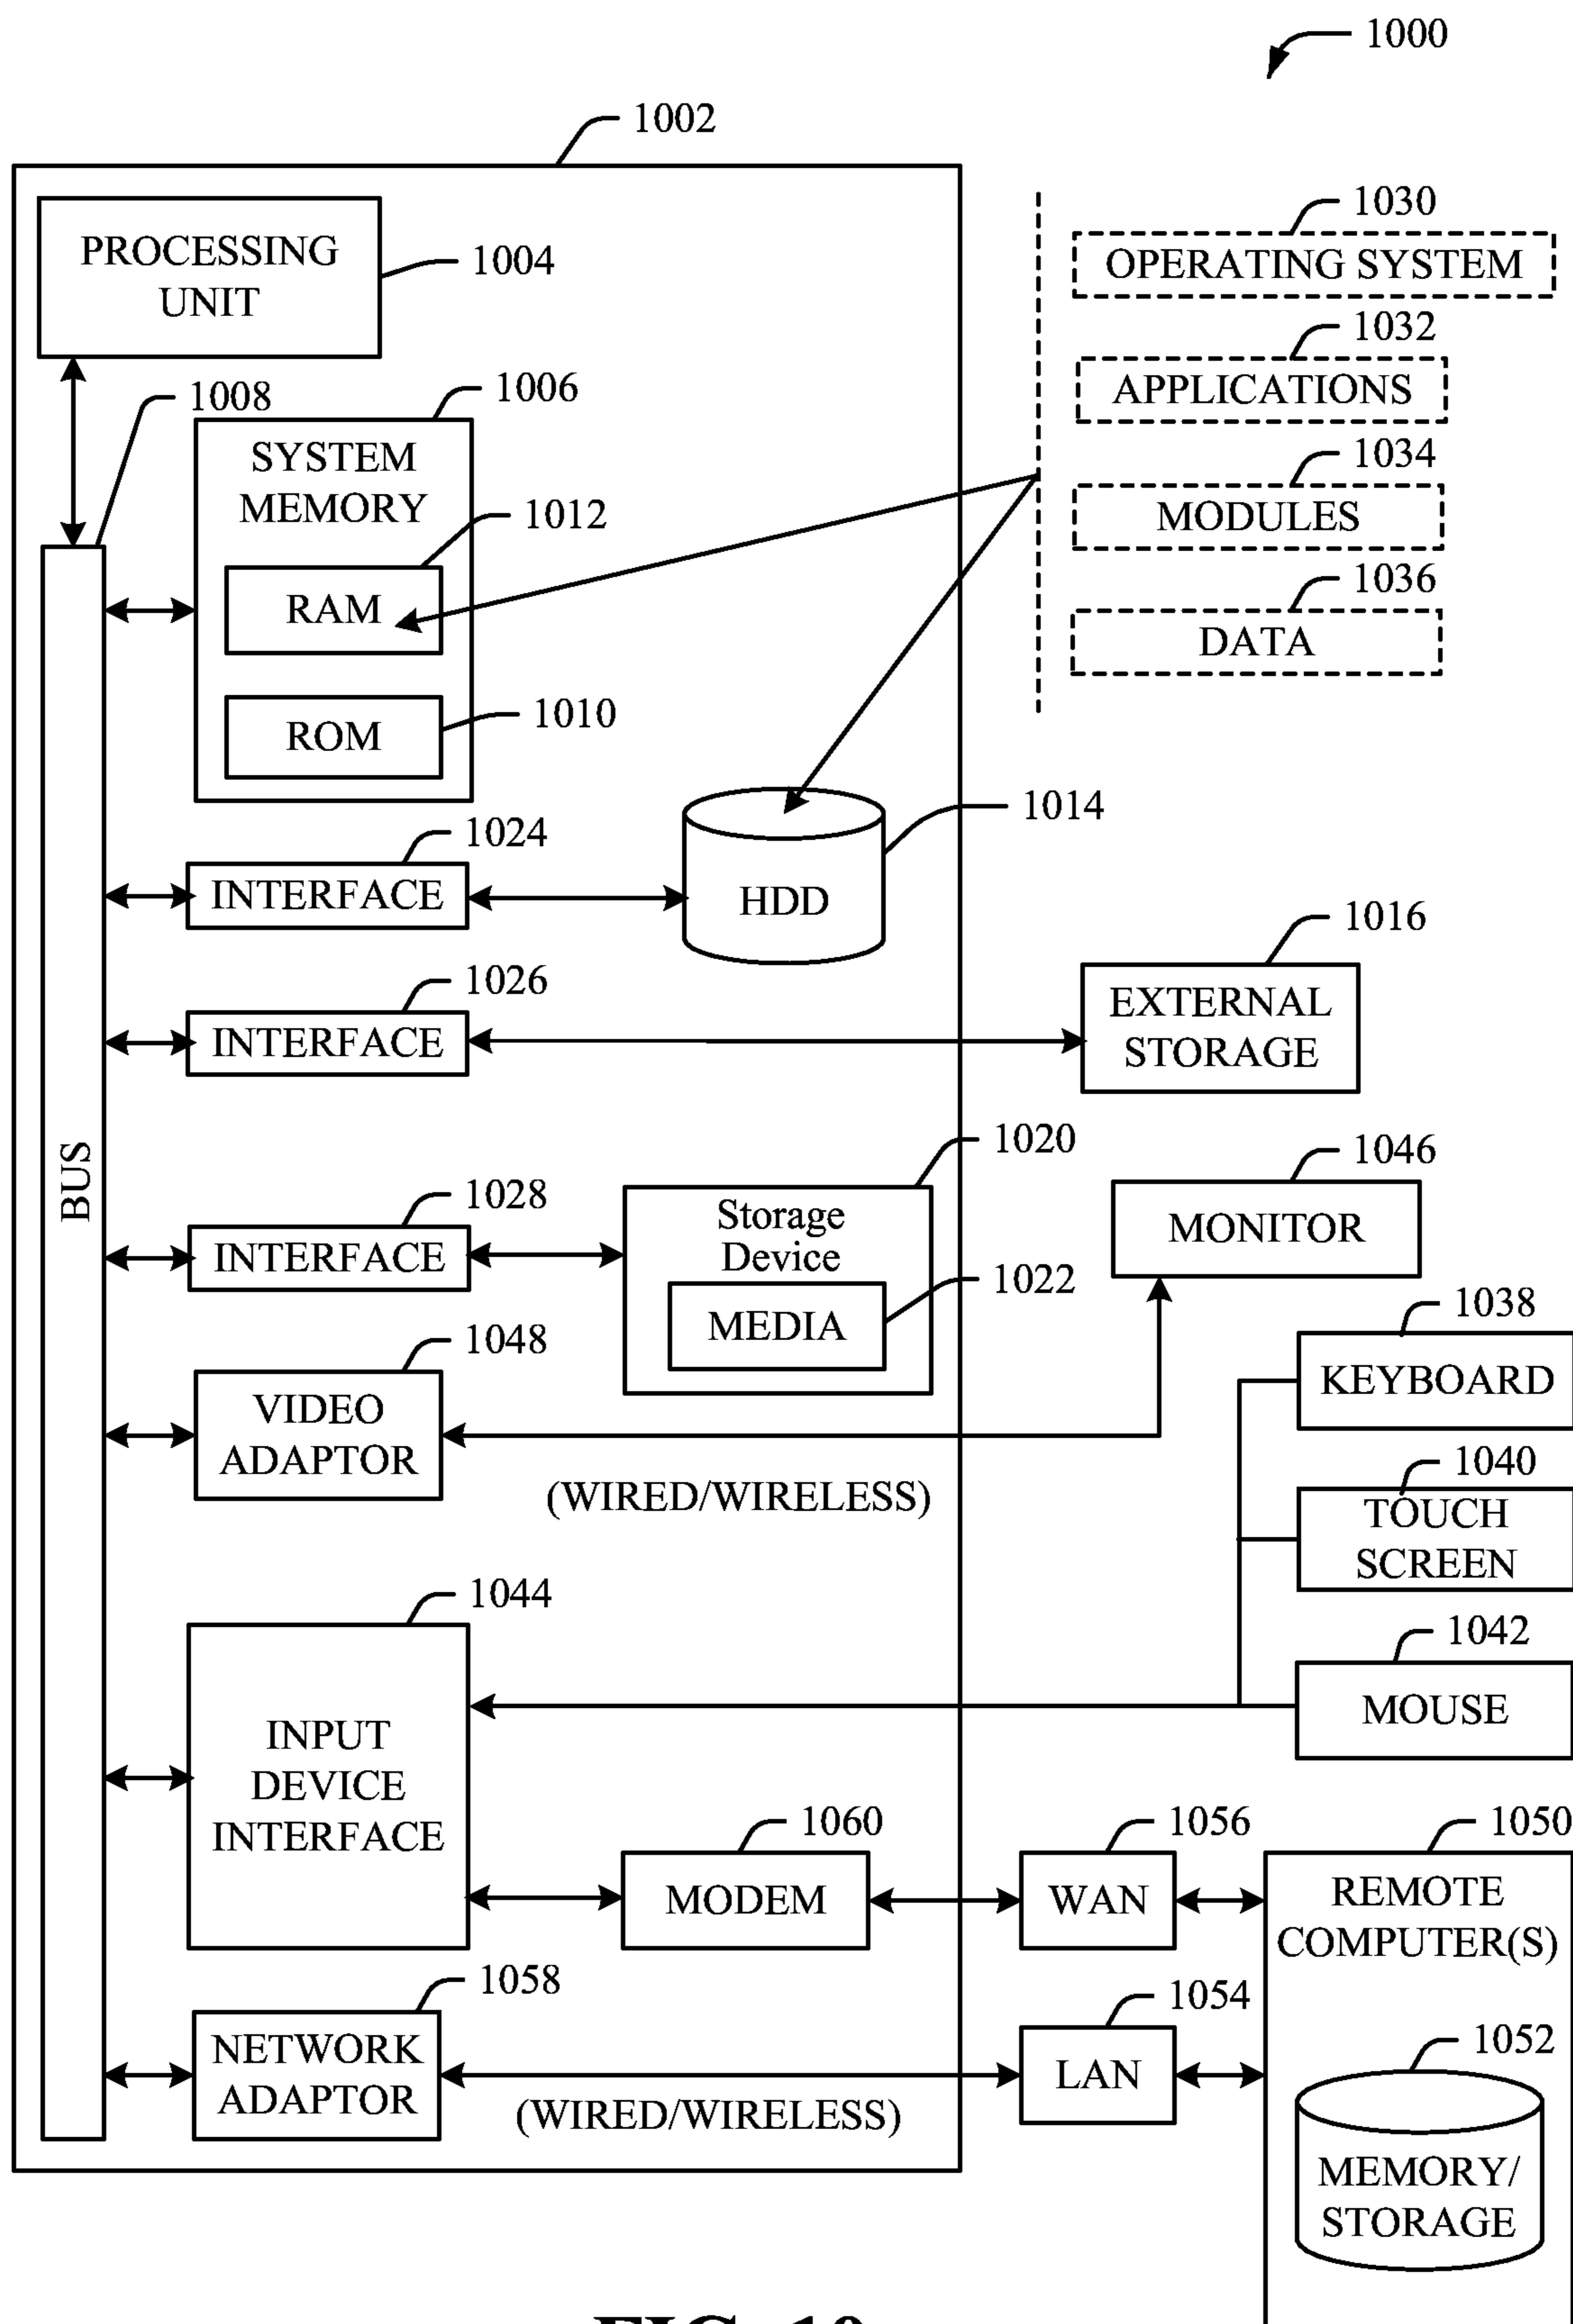 1000
1002
PROCESSING
UNIT
1004
1030
OPERATING SYSTEM
1032
APPLICATIONS
1034
MODULES
1036
DATA
1008
1006
SYSTEM
MEMORY
1012
RAM
1010
ROM
1014
HDD
1024
INTERFACE
1016
EXTERNAL
STORAGE
1026
INTERFACE
BUS
1020
Storage
Device
1022
MEDIA
1028
INTERFACE
1046
MONITOR
1048
VIDEO
ADAPTOR
(WIRED/WIRELESS)
1038
KEYBOARD
1040
TOUCH
SCREEN
1042
MOUSE
1044
INPUT
DEVICE
INTERFACE
1060
MODEM
1056
WAN
1050
REMOTE
COMPUTER(S)
1058
NETWORK
ADAPTOR
(WIRED/WIRELESS)
1054
LAN
1052
MEMORY/
STORAGE
FIG. 10